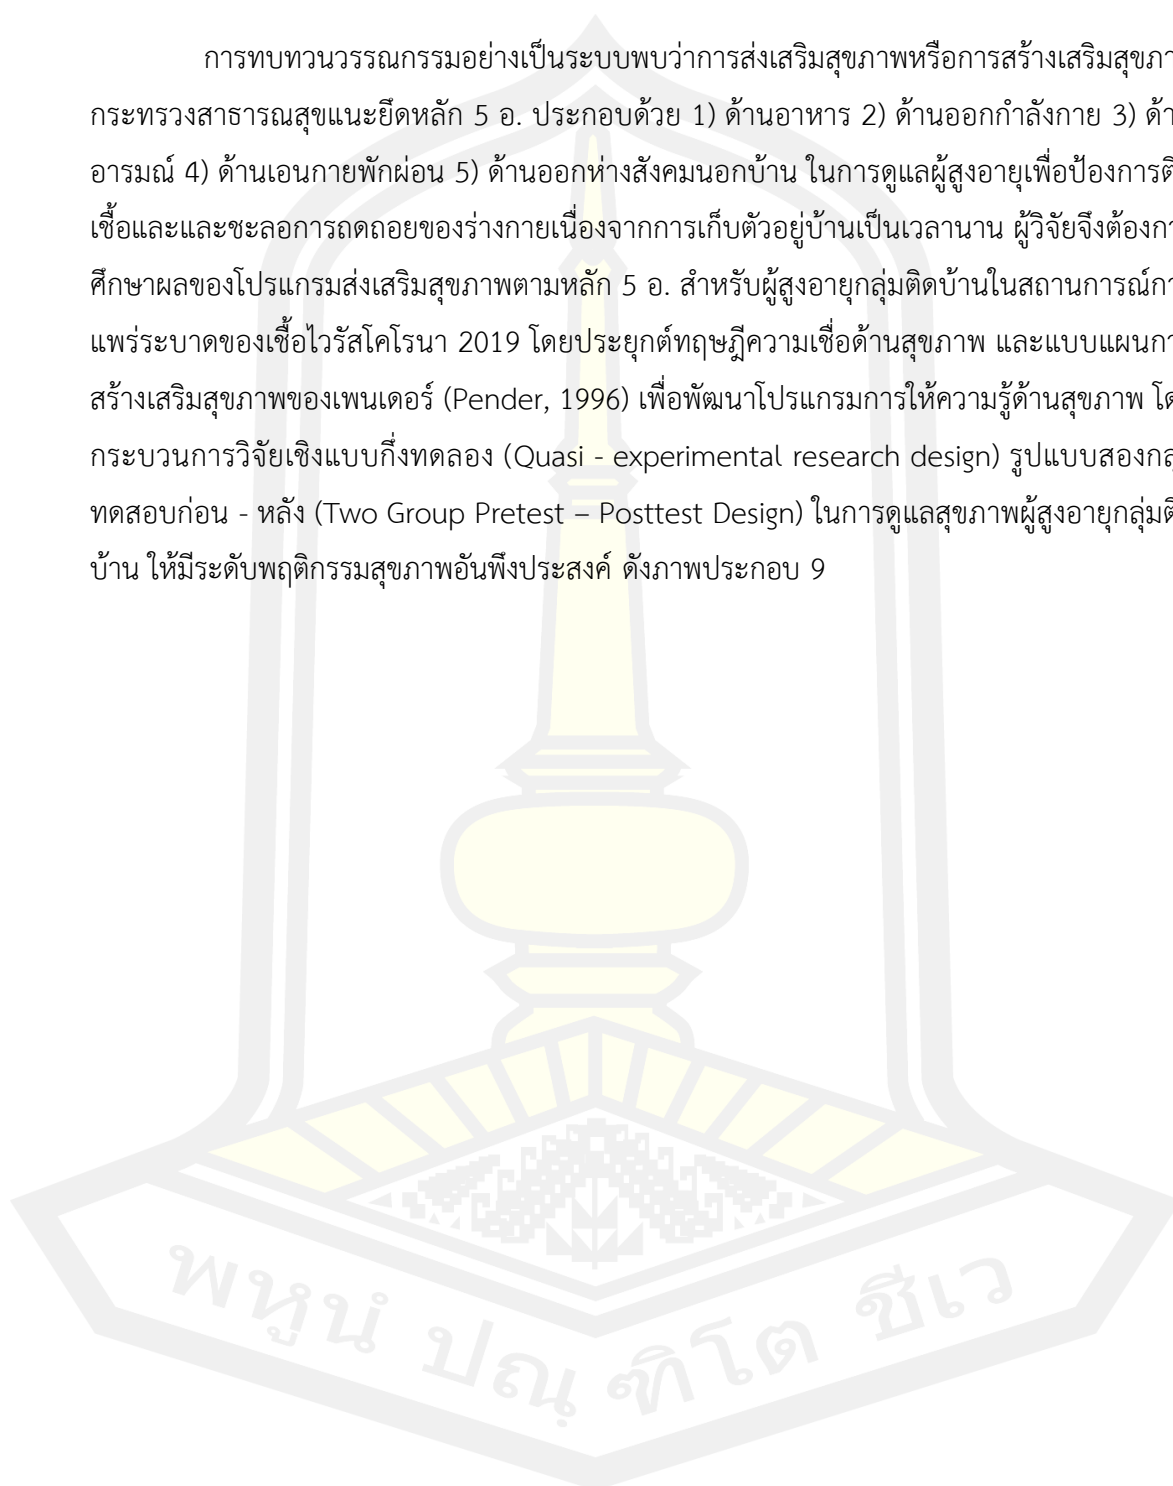 การทบทวนวรรณกรรมอย่างเป็นระบบพบว่าการส่งเสริมสุขภาพหรือการสร้างเสริมสุขภา
กระทรวงสาธารณสุขแนะยึดหลัก 5 อ. ประกอบด้วย 1) ด้านอาหาร 2) ด้านออกกำลังกาย 3) ด้า
อารมณ์ 4) ด้านเอนกายพักผ่อน 5) ด้านออกห่างสังคมนอกบ้าน ในการดูแลผู้สูงอายุเพื่อป้องการติ
เชื้อและและชะลอการถดถอยของร่างกายเนื่องจากการเก็บตัวอยู่บ้านเป็นเวลานาน ผู้วิจัยจึงต้องกา
ศึกษาผลของโปรแกรมส่งเสริมสุขภาพตามหลัก 5 อ. สำหรับผู้สูงอายุกลุ่มติดบ้านในสถานการณ์กา
แพร่ระบาดของเชื้อไวรัสโคโรนา 2019 โดยประยุกต์ทฤษฎีความเชื่อด้านสุขภาพ และแบบแผนกา
สร้างเสริมสุขภาพของเพนเดอร์ (Pender, 1996) เพื่อพัฒนาโปรแกรมการให้ความรู้ด้านสุขภาพ โด
กระบวนการวิจัยเชิงแบบกึ่งทดลอง (Quasi - experimental research design) รูปแบบสองกลุ
ทดสอบก่อน - หลัง (Two Group Pretest – Posttest Design) ในการดูแลสุขภาพผู้สูงอายุกลุ่มติ
บ้าน ให้มีระดับพฤติกรรมสุขภาพอันพึงประสงค์ ดังภาพประกอบ 9
พหูนํ ปณฺฑิโต ชีเว